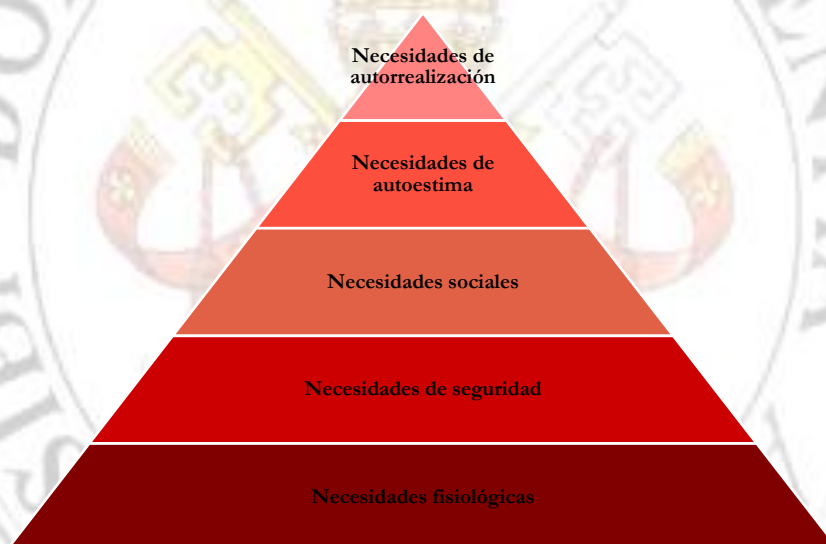 Necesidades de
autorrealización
Necesidades de
autoestima
Necesidades sociales
Necesidades de seguridad
Necesidades fisiológicas